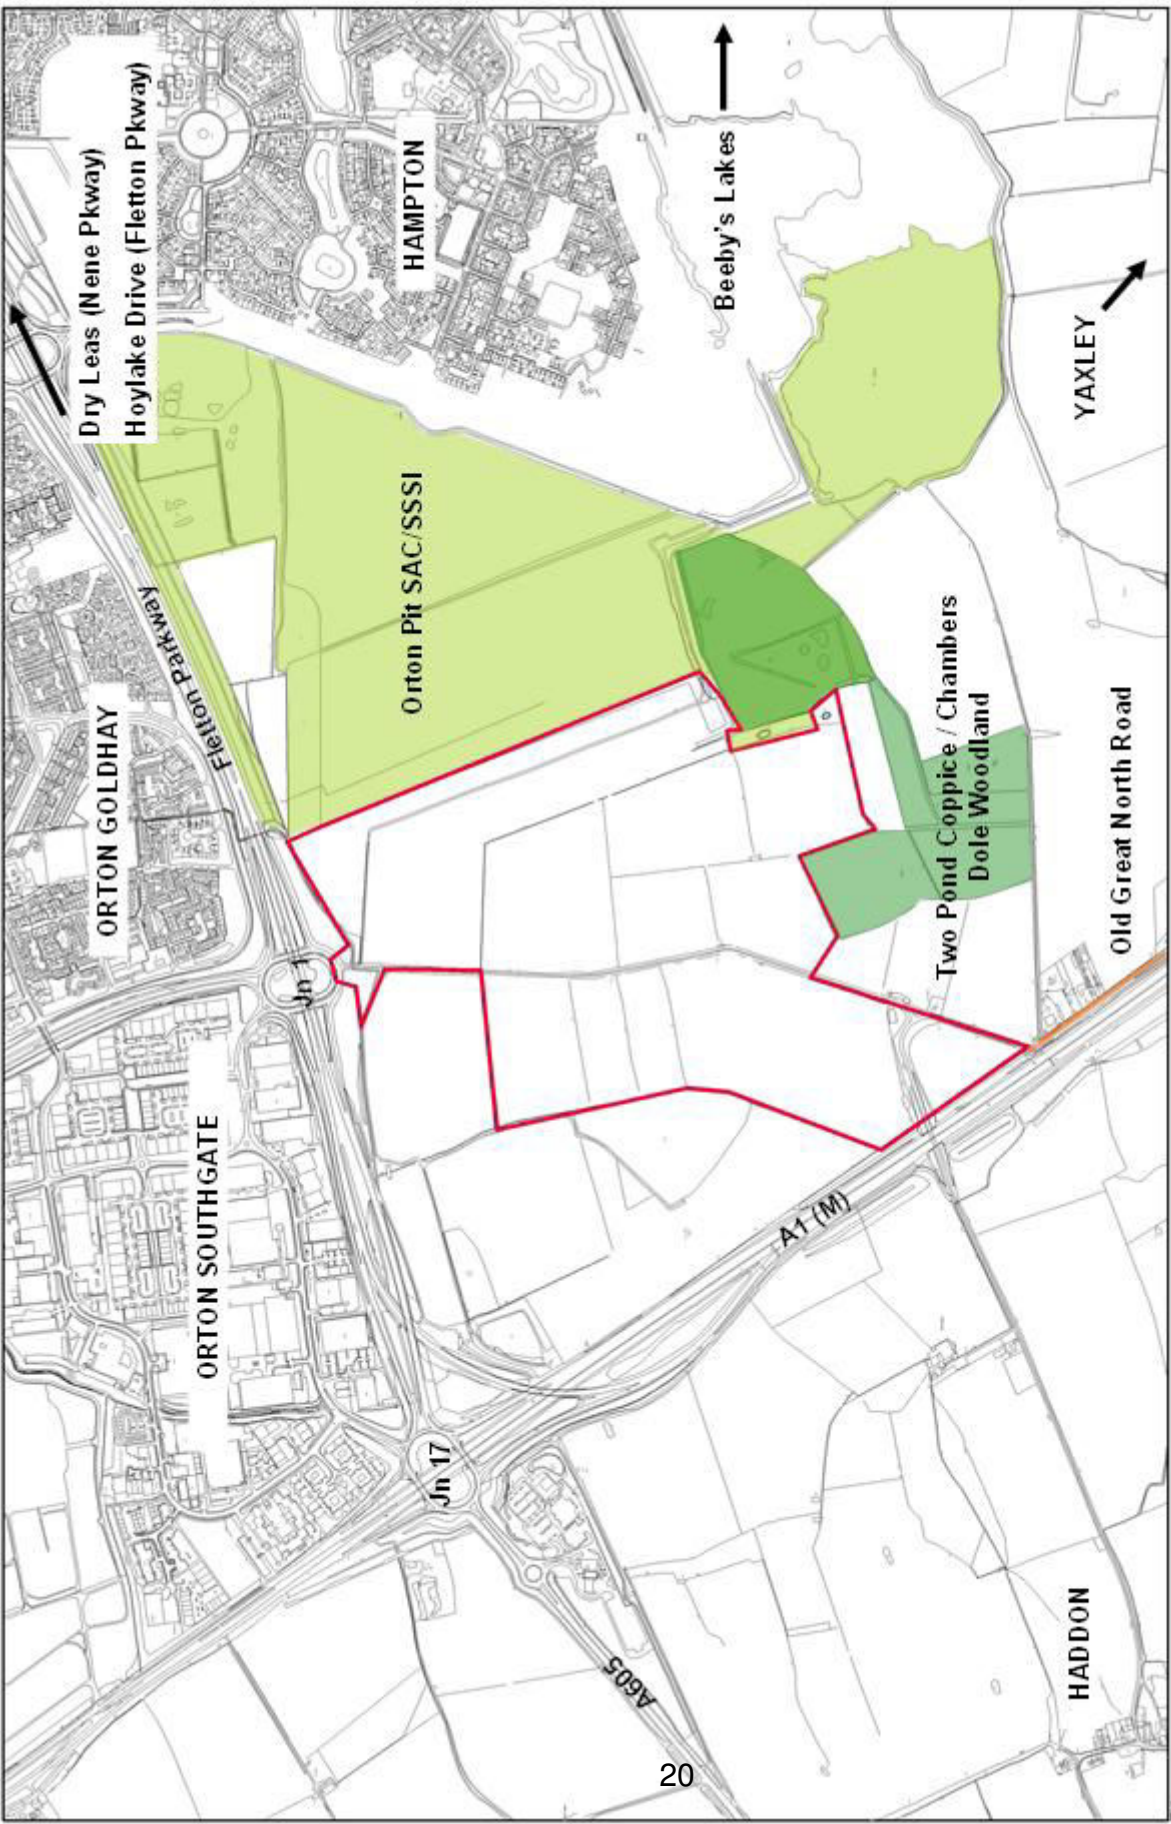 Dry Leas (Nene Pkway)
Hoylake Drive (Fletton Pkway)
HAMPTON
Beeby's Lakes
YAXLEY
Orton Pit SAC/SSSI
Fletton Parkway
ORTON GOLDHAY
Two Pond Coppice / Chambers
Dole Woodland
Old Great North Road
Jn 1
ORTON SOUTHGATE
A1 (M)
Jn 17
A605
HADDON
20